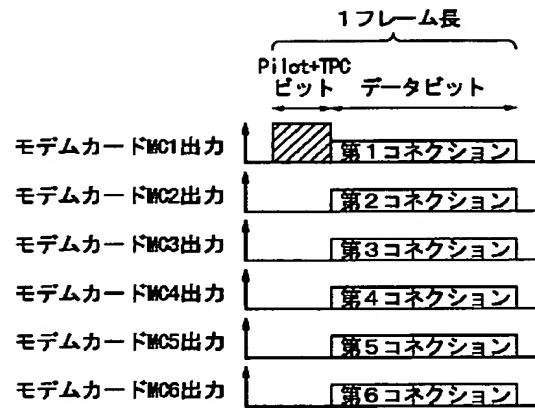 1フレーム長
Pilot+TPC
ビット
データビット
モデムカードMC1出力
第1コネクション
モデムカードMC2出力
第2コネクション
モデムカードMC3出力
第3コネクション
モデムカードMC4出力
第4コネクション
モデムカードMC5出力
第5コネクション
モデムカードMC6出力
第6コネクション